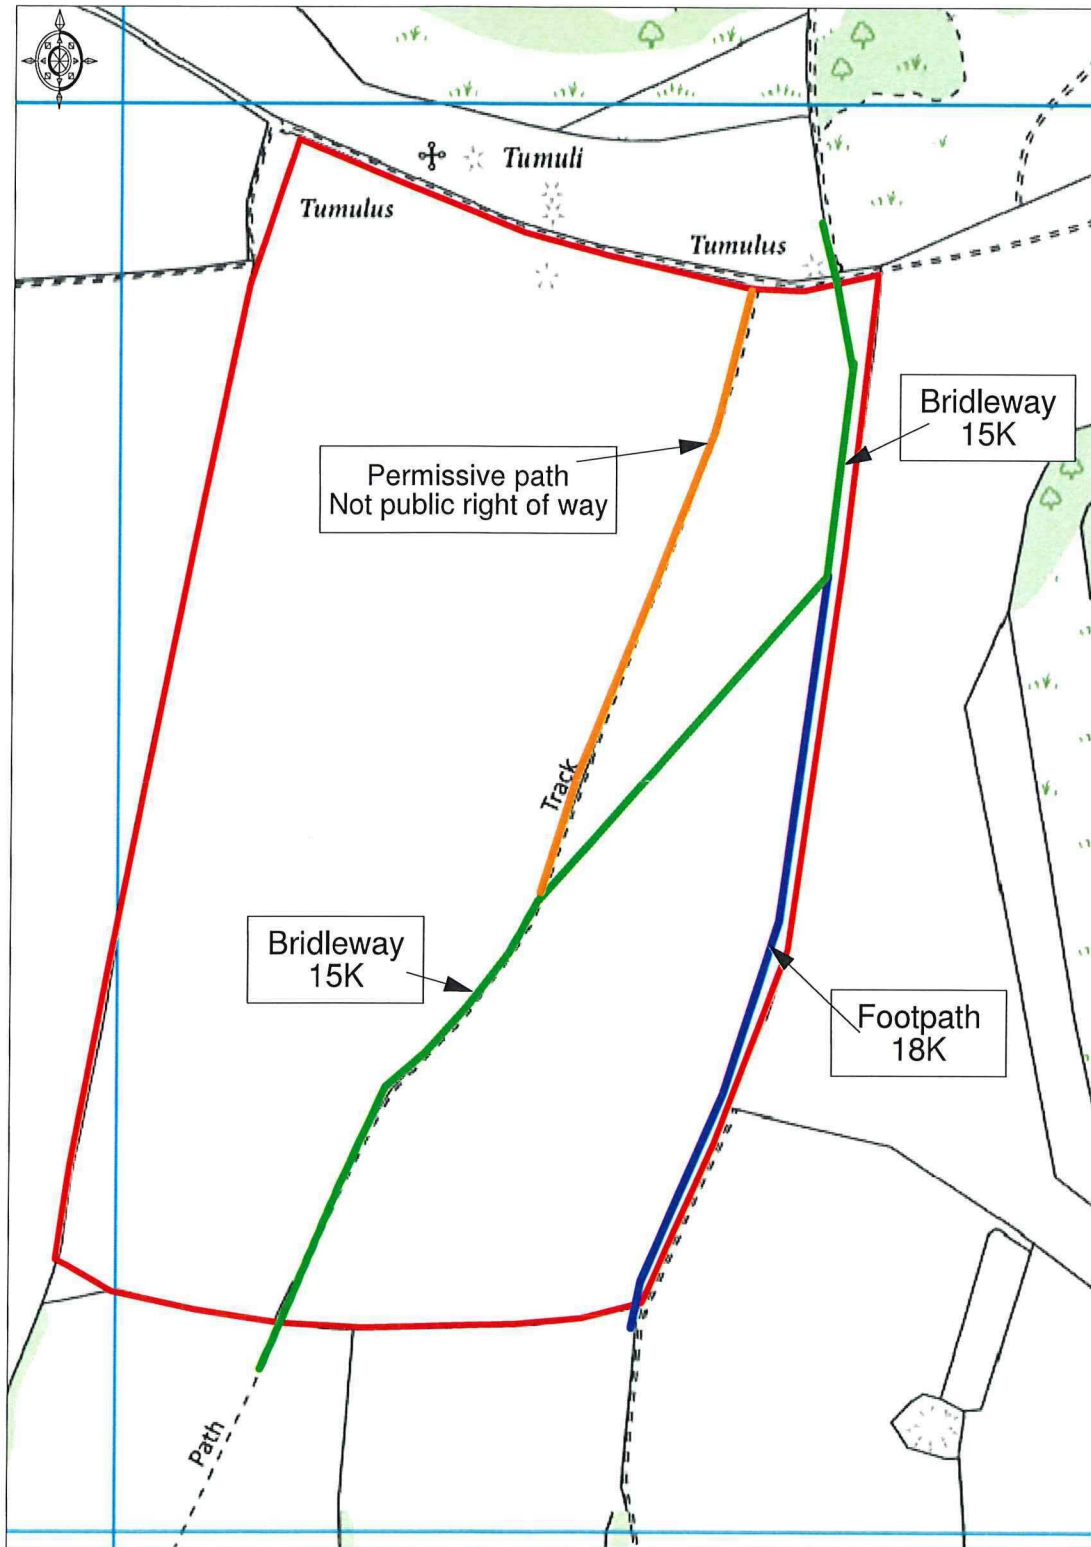 Tumuli
Tumulus
Tumulus
Bridleway
15K
Permissive path
Not public right of way
Track
Bridleway
15K
Footpath
18K
Path